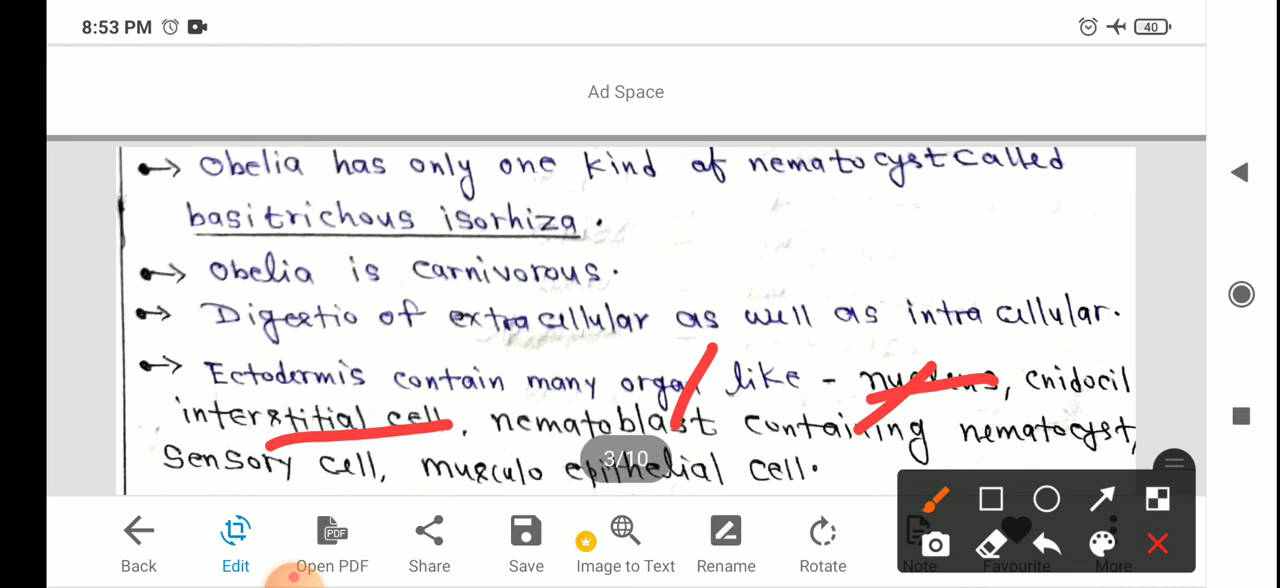 8:53 PM
40
Ad Space
Obelia has only one kind of nematocyst called
basitrichous isorhiza.
Obelia is carnivorous.
Digestio of extracellular as well as intracellular.
Ectodermis contain many organ like - nucleus, cnidocil
interstitial cell, nematoblast containing nematocyst,
Sensory cell, musculo epithelial cell.
3/10
Back Edit Open PDF Share Save Image to Text Rename Rotate Note Favourite More